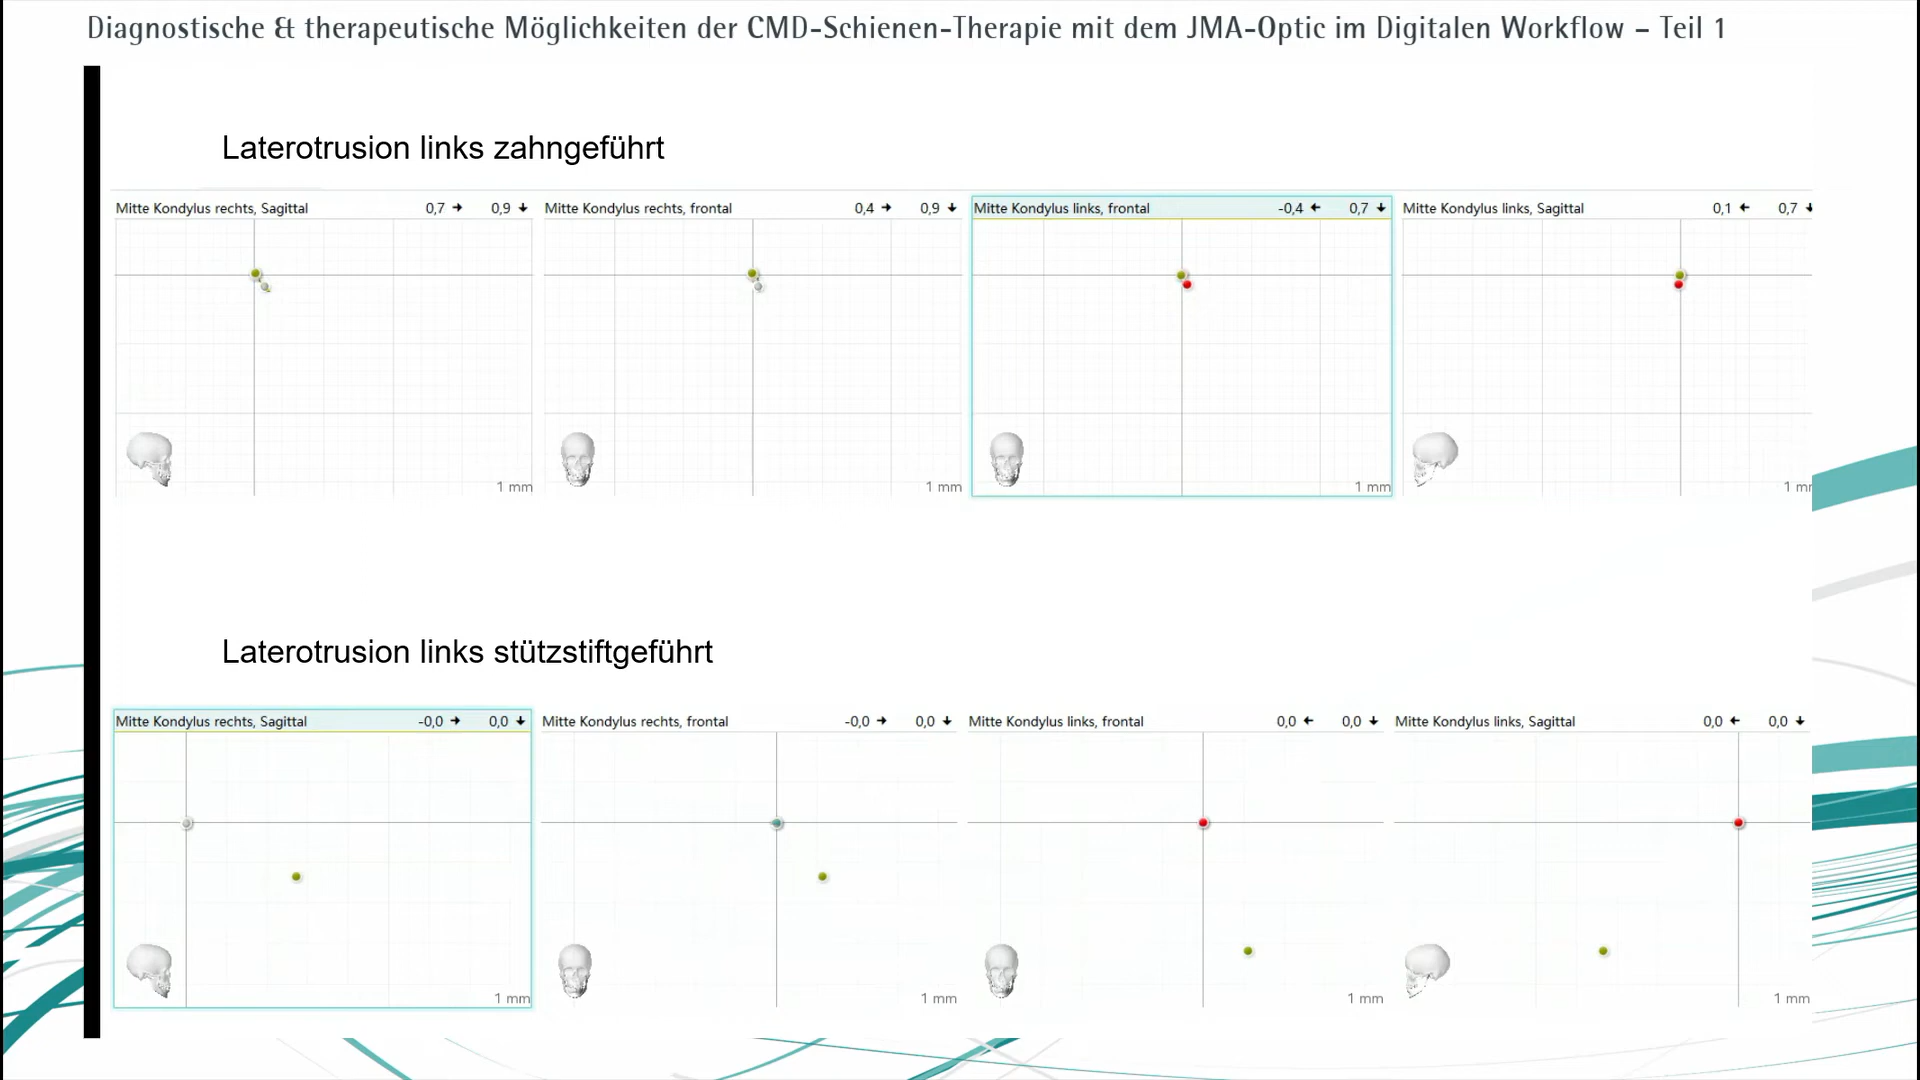 Diagnostische & therapeutische Möglichkeiten der CMD-Schienen-Therapie mit dem JMA-Optic im Digitalen Workflow – Teil 1
Laterotrusion links zahngeführt
Mitte Kondylus rechts, Sagittal 0,7 → 0,9 ↓
Mitte Kondylus rechts, frontal 0,4 → 0,9 ↓
Mitte Kondylus links, frontal -0,4 ← 0,7 ↓
Mitte Kondylus links, Sagittal 0,1 ← 0,7 ↓
1 mm
1 mm
1 mm
1 mm
Laterotrusion links stützstiftgeführt
Mitte Kondylus rechts, Sagittal -0,0 → 0,0 ↓
Mitte Kondylus rechts, frontal -0,0 → 0,0 ↓
Mitte Kondylus links, frontal 0,0 ← 0,0 ↓
Mitte Kondylus links, Sagittal 0,0 ← 0,0 ↓
1 mm
1 mm
1 mm
1 mm